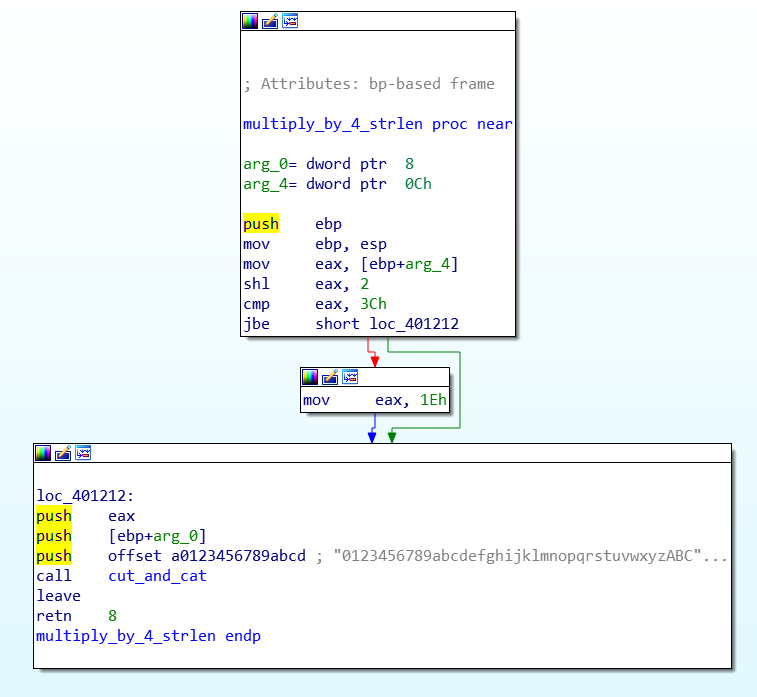 ; Attributes: bp-based frame
multiply_by_4_strlen proc near
arg_0= dword ptr  8
arg_4= dword ptr  0Ch
push    ebp
mov     ebp, esp
mov     eax, [ebp+arg_4]
shl     eax, 2
cmp     eax, 3Ch
jbe     short loc_401212
mov     eax, 1Eh
loc_401212:
push    eax
push    [ebp+arg_0]
push    offset a0123456789abcd ; "0123456789abcdefghijklmnopqrstuvwxyzABC"...
call    cut_and_cat
leave
retn    8
multiply_by_4_strlen endp